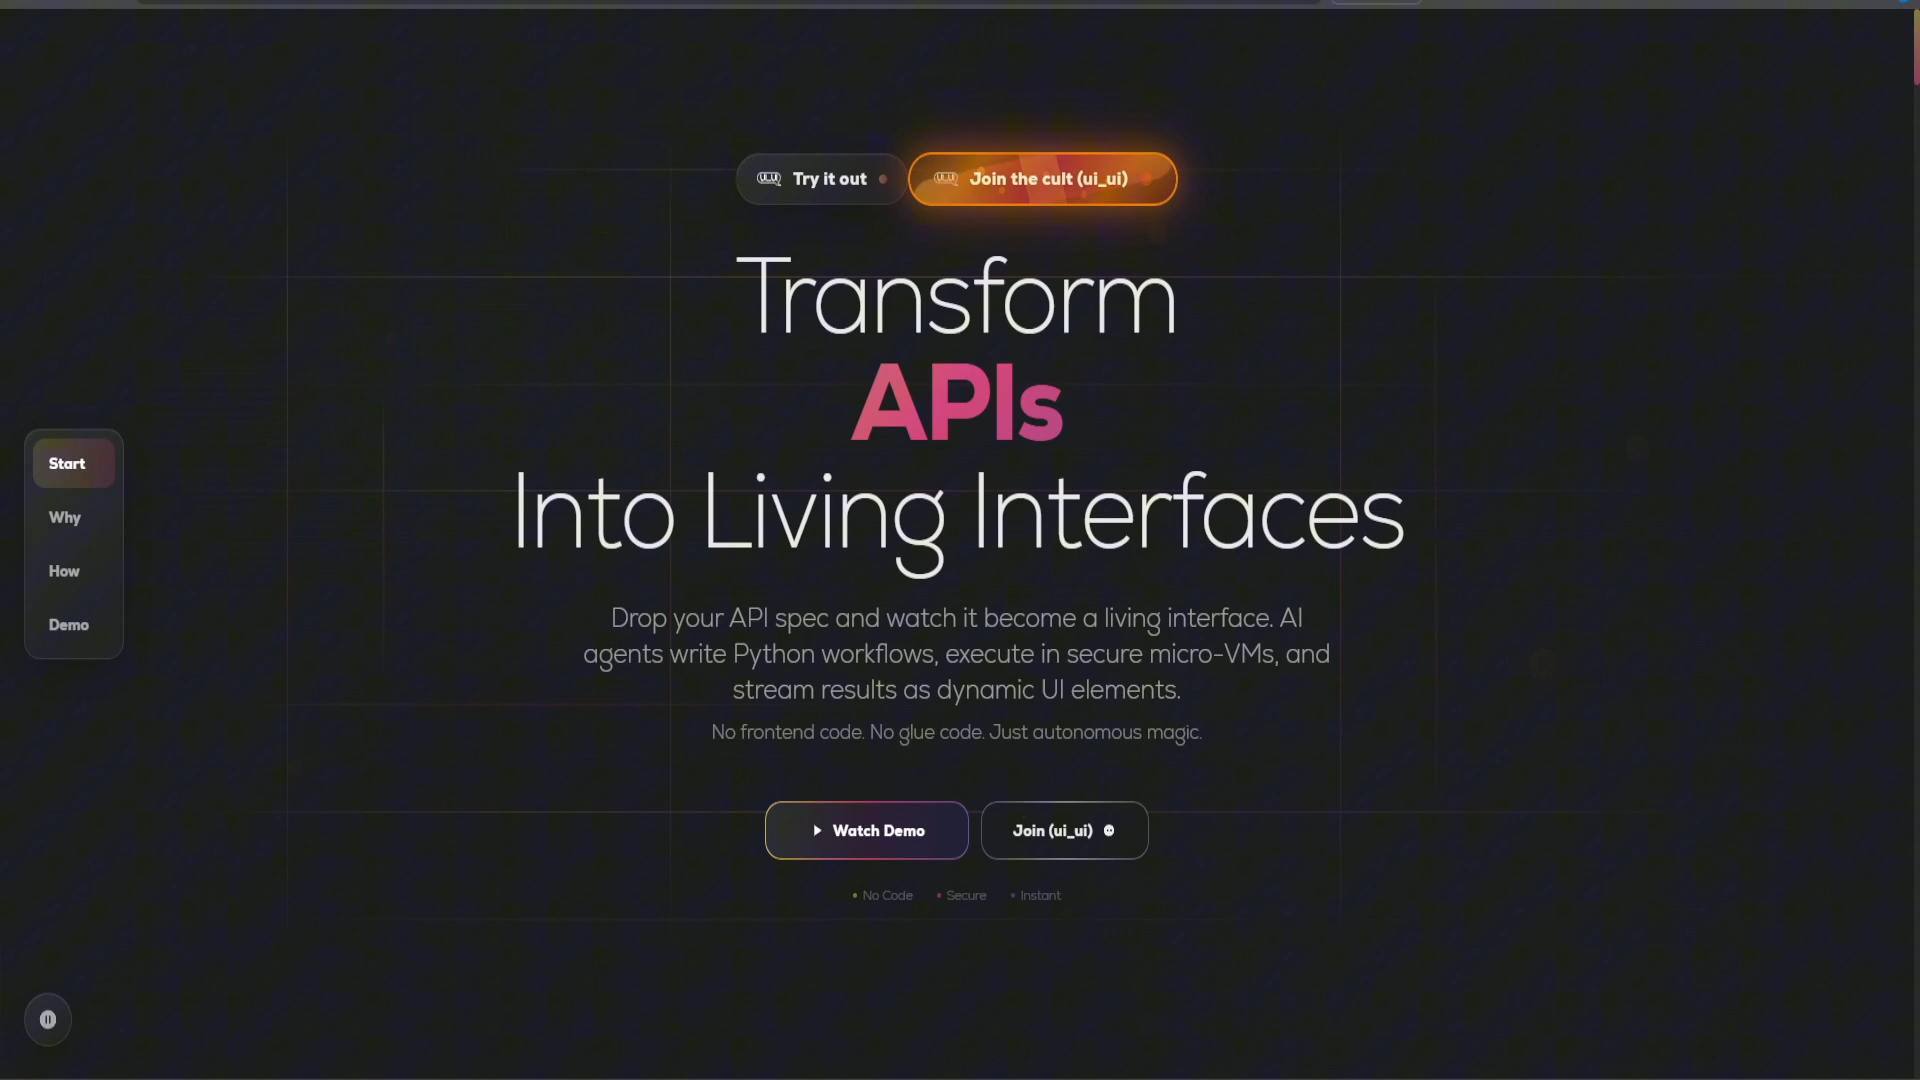 Try it out
Join the cult (ui_ui)
Transform
APIs
Into Living Interfaces
Drop your API spec and watch it become a living interface. AI
agents write Python workflows, execute in secure micro-VMs, and
stream results as dynamic UI elements.
No frontend code. No glue code. Just autonomous magic.
Watch Demo
Join (ui_ui)
No Code
Secure
Instant
Start
Why
How
Demo